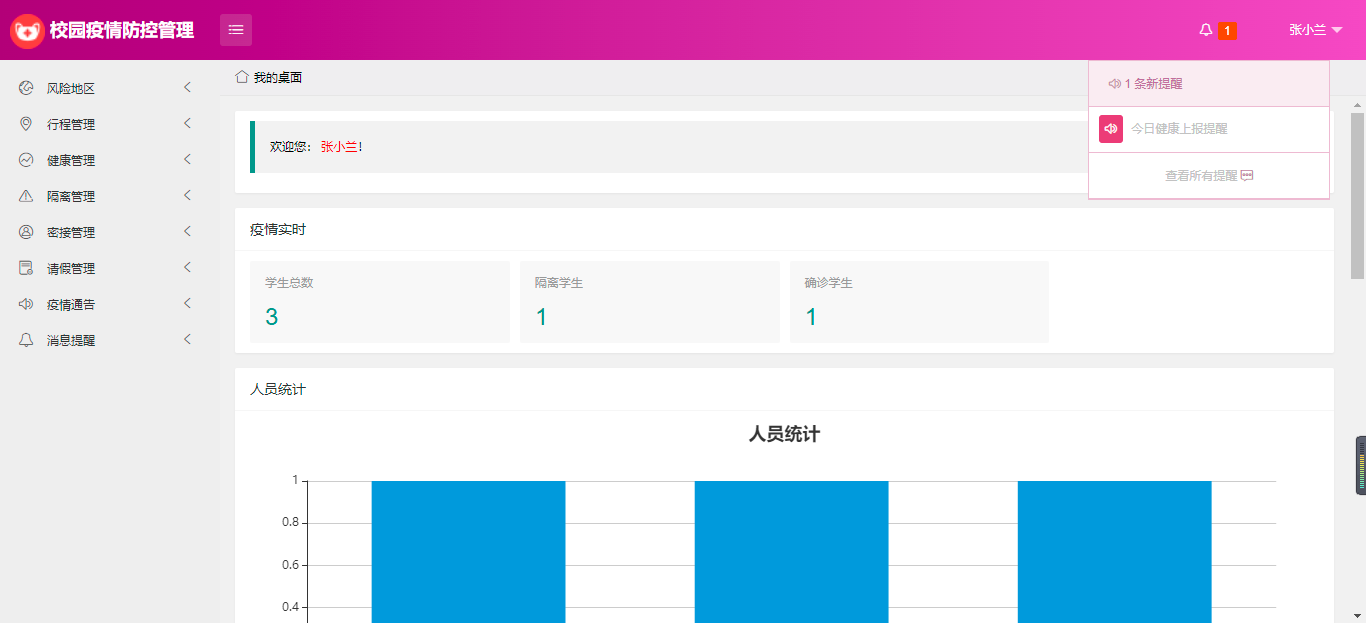 校园疫情防控管理
1
张小兰
风险地区
行程管理
健康管理
隔离管理
密接管理
请假管理
疫情通告
消息提醒
我的桌面
1 条新提醒
今日健康上报提醒
查看所有提醒
欢迎您：张小兰!
疫情实时
学生总数
3
隔离学生
1
确诊学生
1
人员统计
人员统计
1
0.8
0.6
0.4